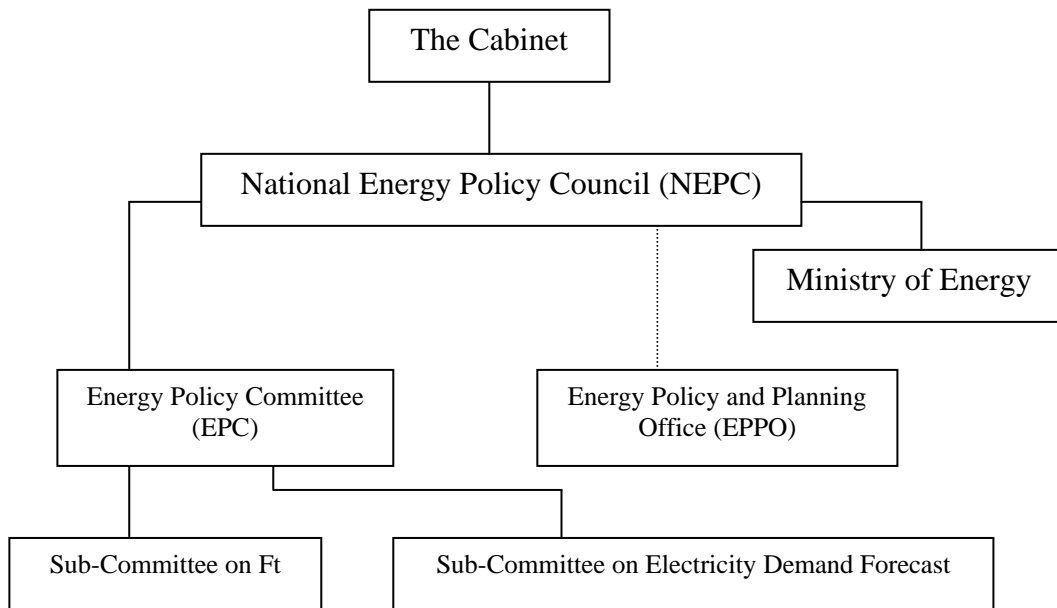 The Cabinet
National Energy Policy Council (NEPC)
Ministry of Energy
Energy Policy Committee
(EPC)
Energy Policy and Planning
Office (EPPO)
Sub-Committee on Ft
Sub-Committee on Electricity Demand Forecast